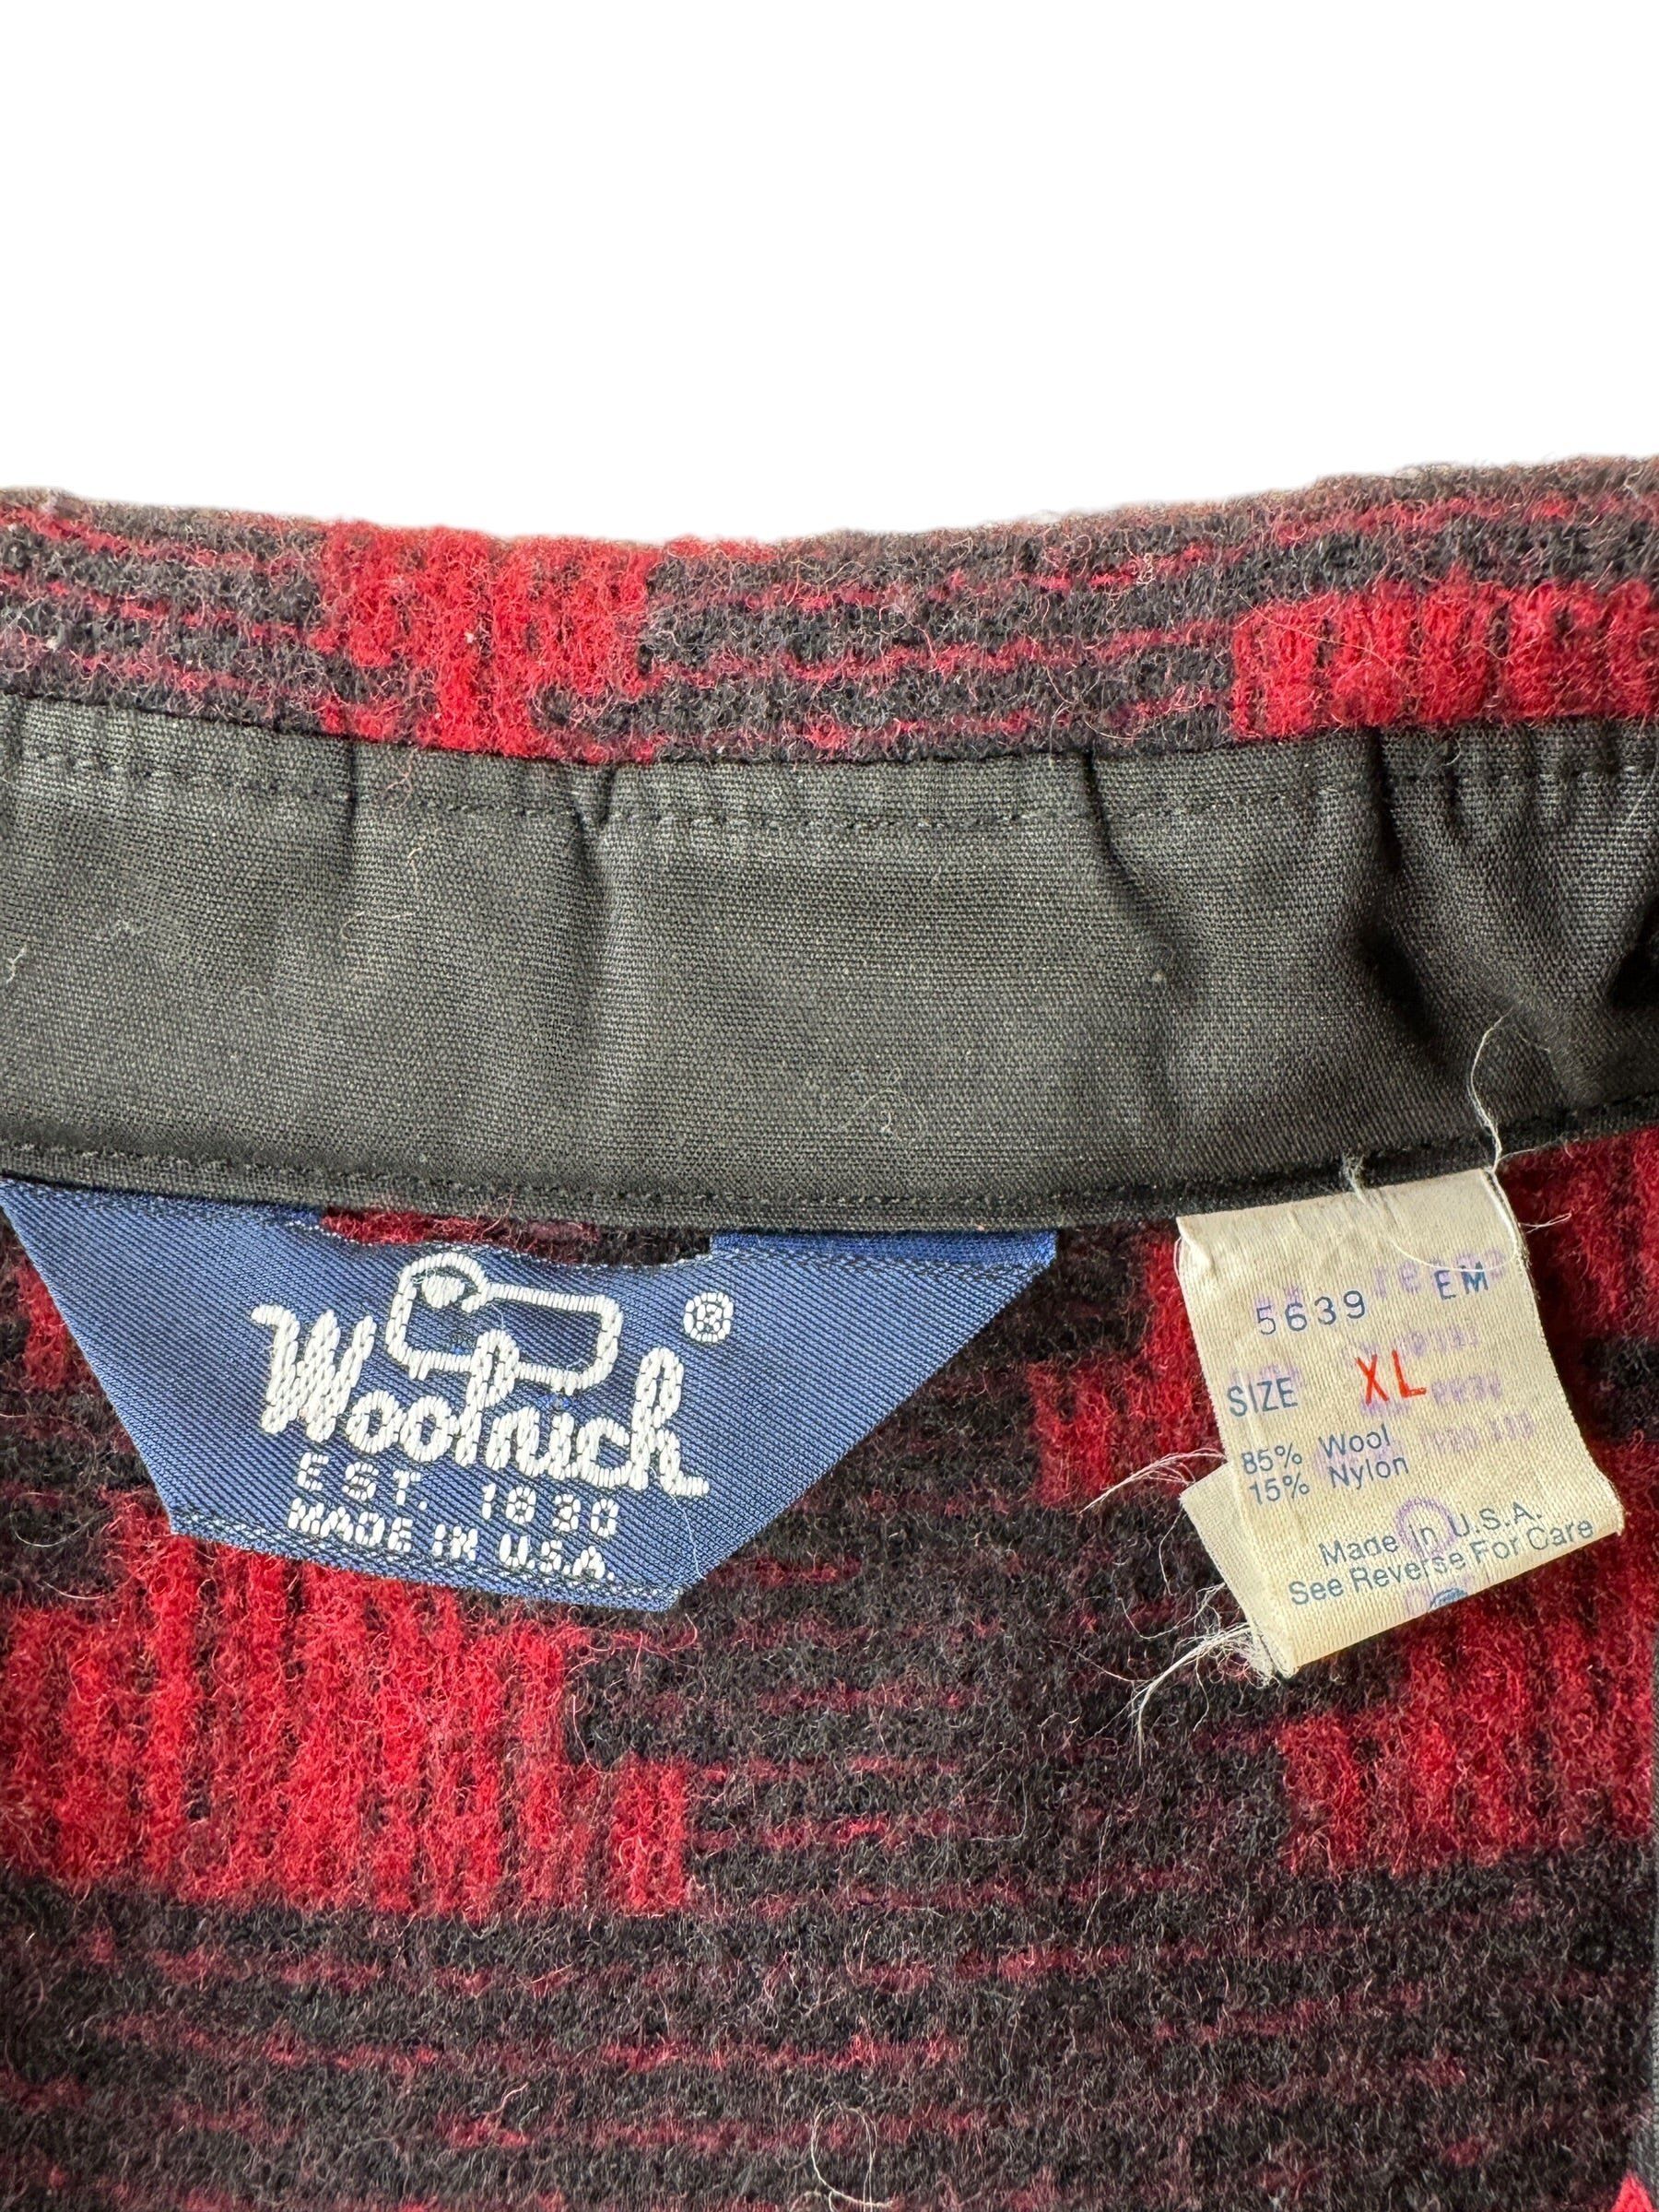 Woolrich ®
EST. 1830
MADE IN U.S.A.
5639 EM
SIZE XL
85% Wool
15% Nylon
Made in U.S.A.
See Reverse For Care